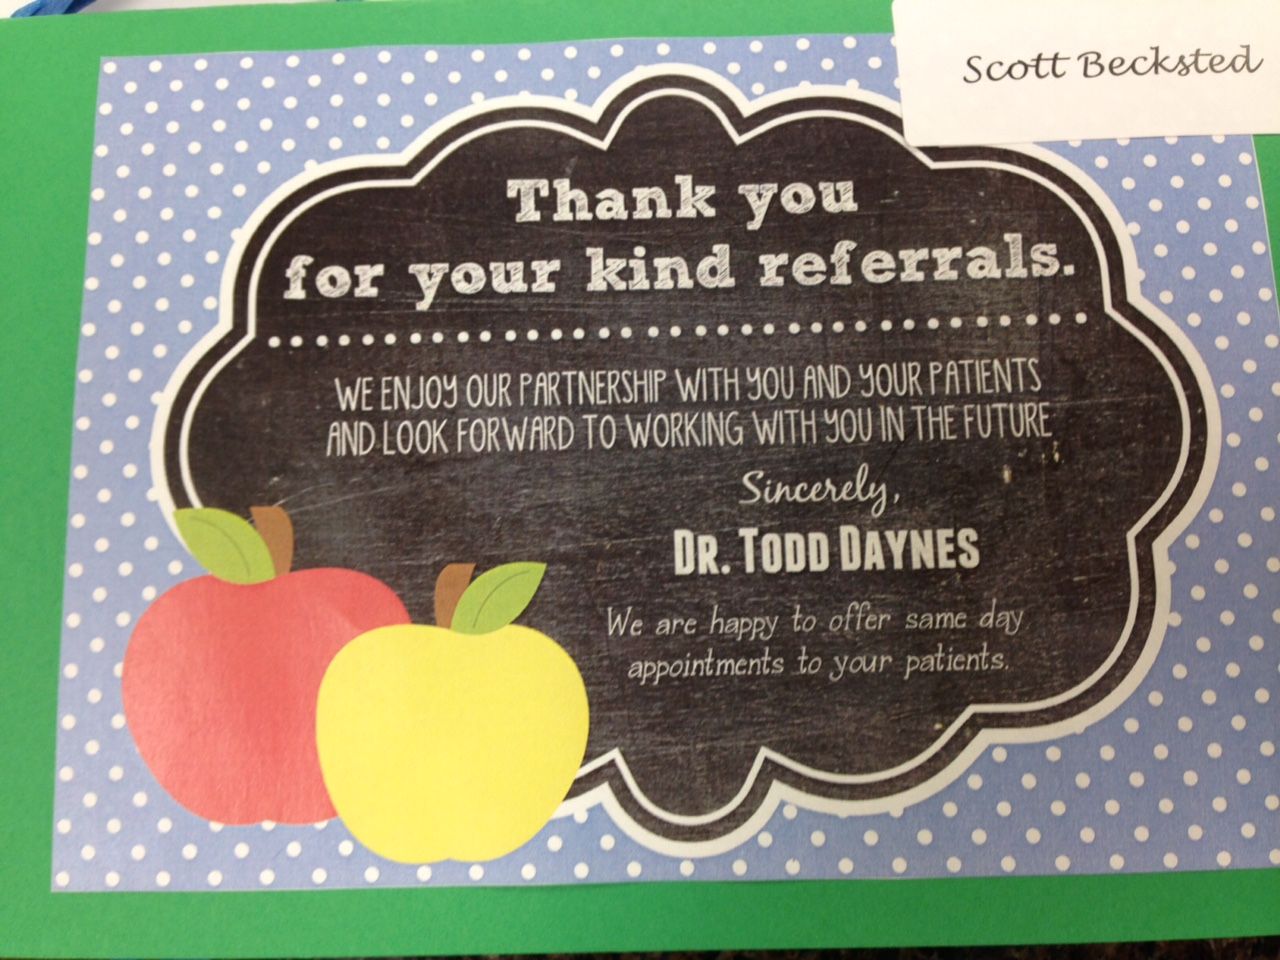 Scott Becksted
Thank you
for your kind referrals.
WE ENJOY OUR PARTNERSHIP WITH YOU AND YOUR PATIENTS
AND LOOK FORWARD TO WORKING WITH YOU IN THE FUTURE
Sincerely,
DR. TODD DAYNES
We are happy to offer same day
appointments to your patients.